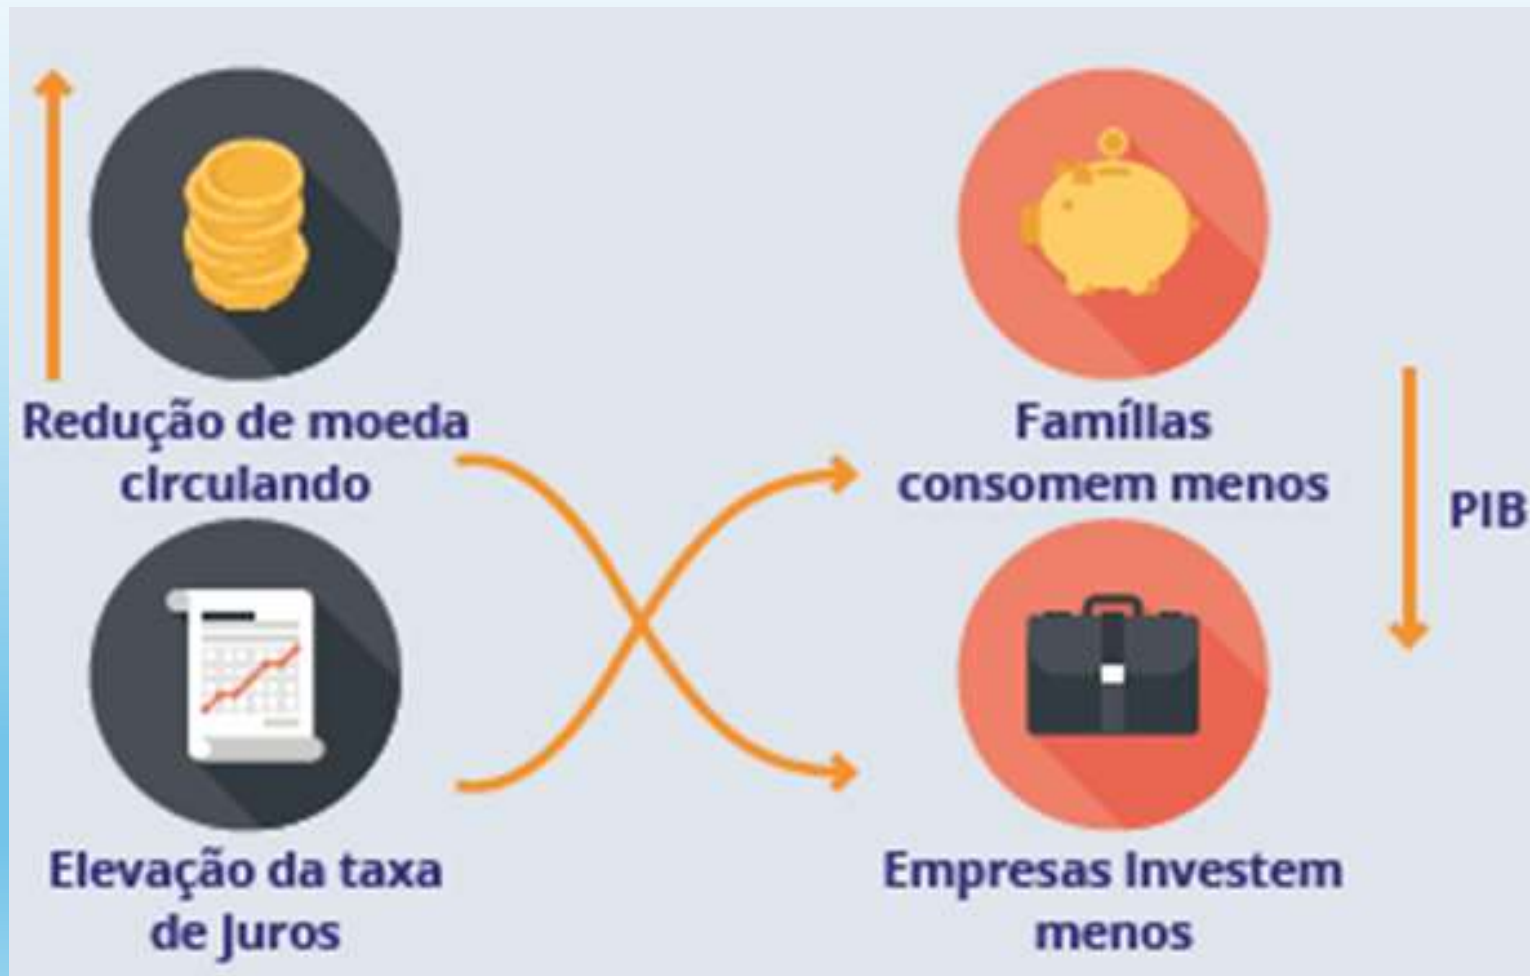 Redução de moeda
circulando
Famílias
consomem menos
PIB
Elevação da taxa
de Juros
Empresas Investem
menos